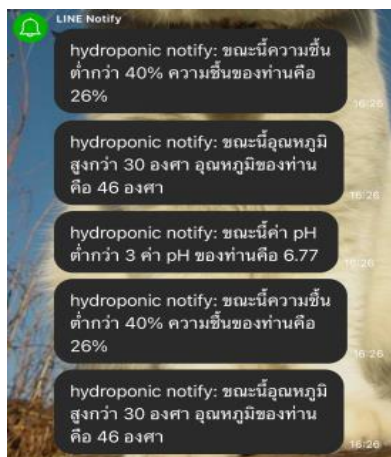 LINE Notify
hydroponic notify: ขณะนี้ความชื้น
ต่ำกว่า 40% ความชื้นของท่านคือ
26%
16:26
hydroponic notify: ขณะนี้อุณหภูมิ
สูงกว่า 30 องศา อุณหภูมิของท่าน
คือ 46 องศา
16:26
hydroponic notify: ขณะนี้ค่า pH
ต่ำกว่า 3 ค่า pH ของท่านคือ 6.77
16:26
hydroponic notify: ขณะนี้ความชื้น
ต่ำกว่า 40% ความชื้นของท่านคือ
26%
16:26
hydroponic notify: ขณะนี้อุณหภูมิ
สูงกว่า 30 องศา อุณหภูมิของท่าน
คือ 46 องศา
16:26